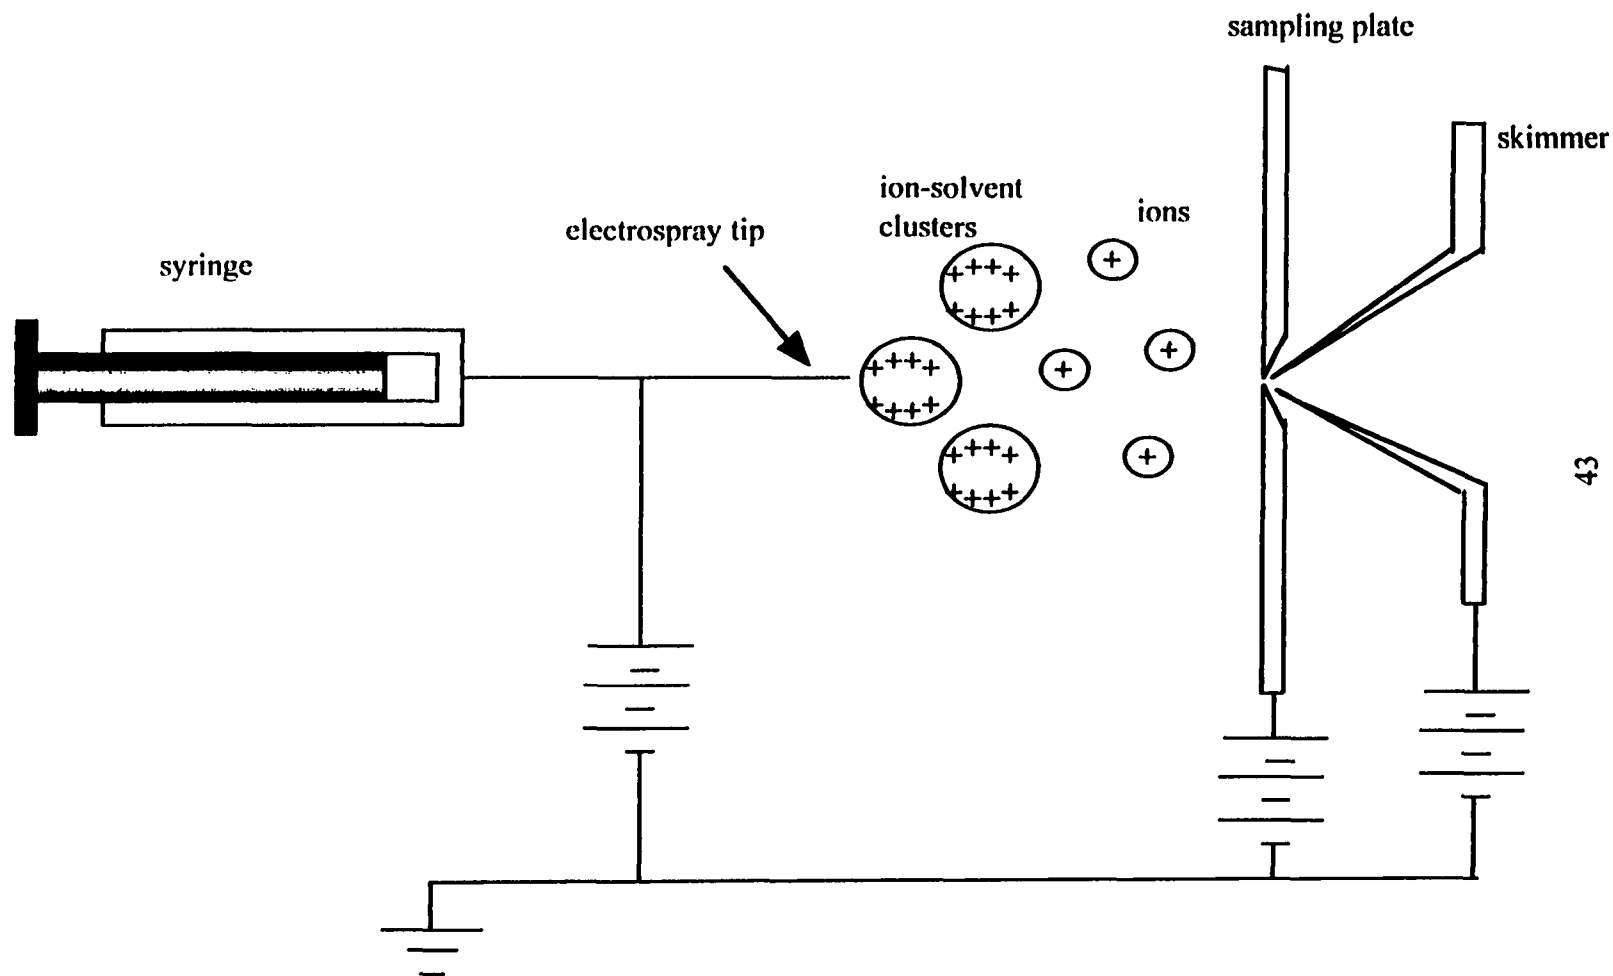 sampling plate
skimmer
ion-solvent
clusters
ions
electrospray tip
syringe
++++
++++
+
++++
++++
+
+
++++
++++
+
43